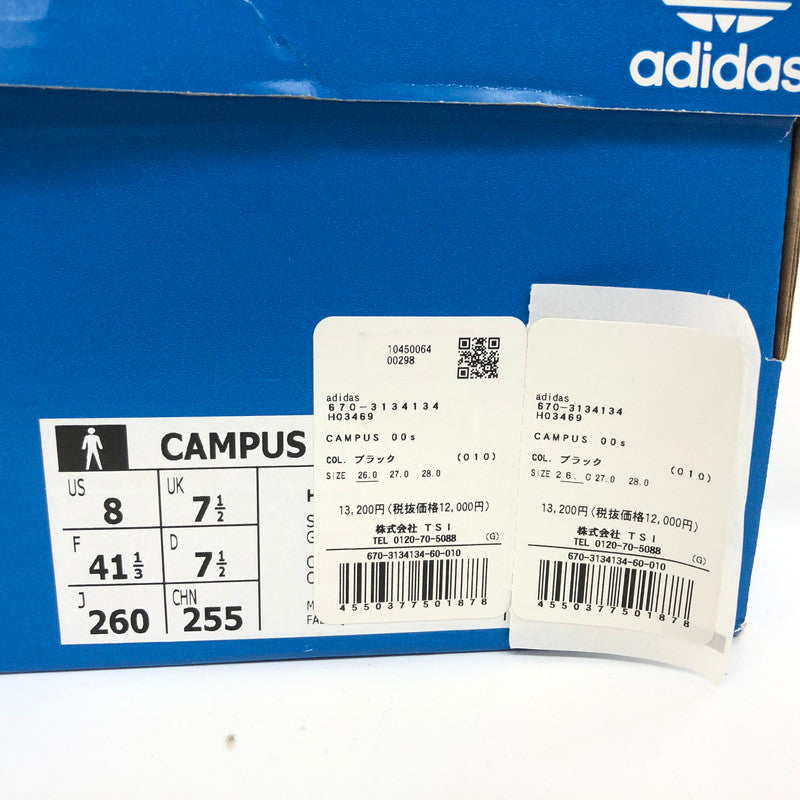 adidas
CAMPUS
US 8
UK 7½
F 41⅓
D 7½
J 260
CHN 255
10450064
00298
adidas
670-3134134
H03469
CAMPUS 00s
COL. ブラック (010)
SIZE 26.0 27.0 28.0
13,200円(税抜価格12,000円)
株式会社 TSI
TEL 0120-70-5088 (G)
670-3134134-60-010
4550377501878
adidas
670-3134134
H03469
CAMPUS 00s
COL. ブラック (010)
SIZE 26.0 27.0 28.0
13,200円(税抜価格12,000円)
株式会社 TSI
TEL 0120-70-5088 (G)
670-3134134-60-010
4550377501878